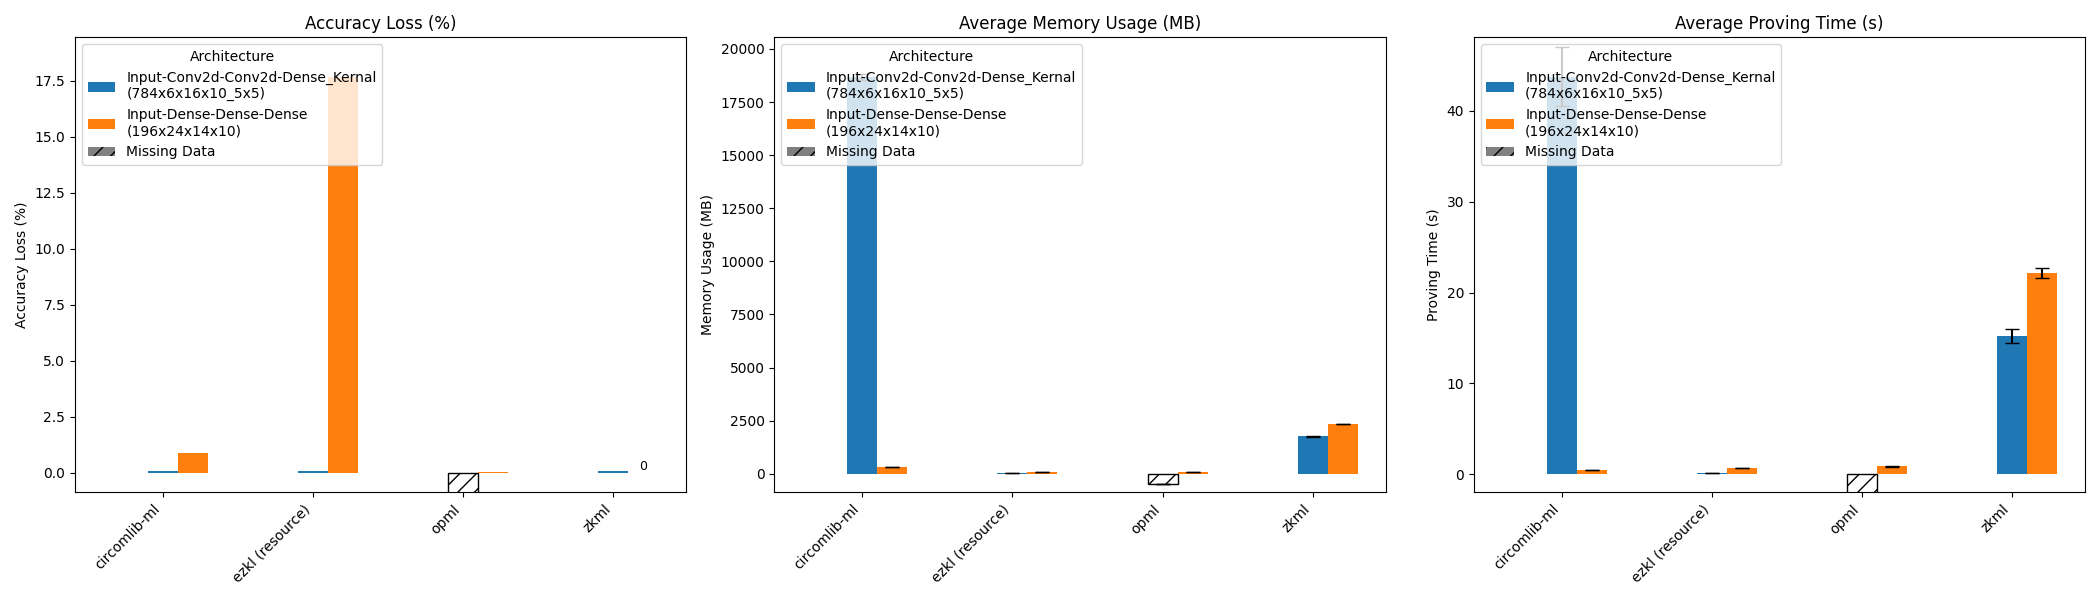 Accuracy Loss (%)
Accuracy Loss (%)
17.5
15.0
12.5
10.0
7.5
5.0
2.5
0.0
Architecture
Input-Conv2d-Conv2d-Dense_Kernal
(784x6x16x10_5x5)
Input-Dense-Dense-Dense
(196x24x14x10)
Missing Data
0
circomlib-ml
ezkl (resource)
opml
zkml
Average Memory Usage (MB)
Memory Usage (MB)
20000
17500
15000
12500
10000
7500
5000
2500
0
Architecture
Input-Conv2d-Conv2d-Dense_Kernal
(784x6x16x10_5x5)
Input-Dense-Dense-Dense
(196x24x14x10)
Missing Data
circomlib-ml
ezkl (resource)
opml
zkml
Average Proving Time (s)
Proving Time (s)
40
30
20
10
0
Architecture
Input-Conv2d-Conv2d-Dense_Kernal
(784x6x16x10_5x5)
Input-Dense-Dense-Dense
(196x24x14x10)
Missing Data
circomlib-ml
ezkl (resource)
opml
zkml